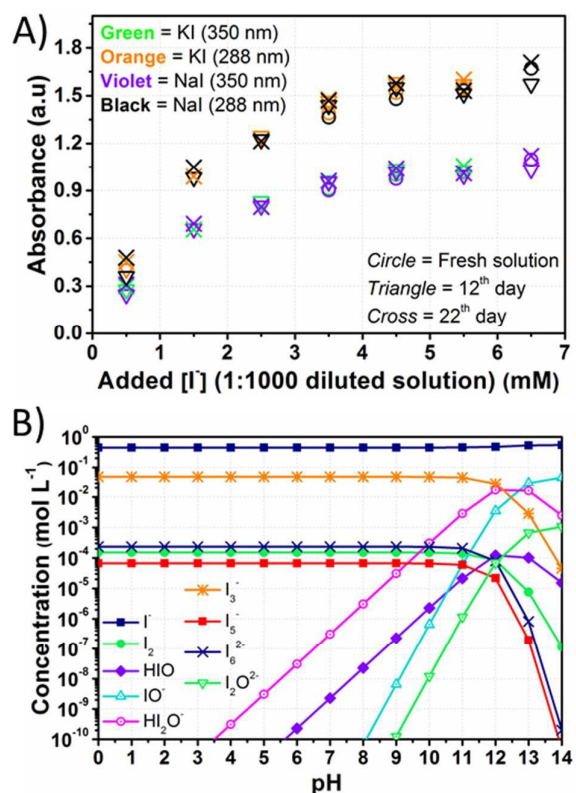 A)
Green = KI (350 nm)
Orange = KI (288 nm)
Violet = NaI (350 nm)
Black = NaI (288 nm)
Circle = Fresh solution
Triangle = 12th day
Cross = 22th day
Absorbance (a.u)
1.8
1.5
1.2
0.9
0.6
0.3
0.0
0 1 2 3 4 5 6 7
Added [I-] (1:1000 diluted solution) (mM)
B)
Concentration (mol L-1)
10^0
10^-1
10^-2
10^-3
10^-4
10^-5
10^-6
10^-7
10^-8
10^-9
10^-10
I3-
I- I5-
I2 I6 2-
HIO I2O2-
IO-
HI2O-
0 1 2 3 4 5 6 7 8 9 10 11 12 13 14
pH